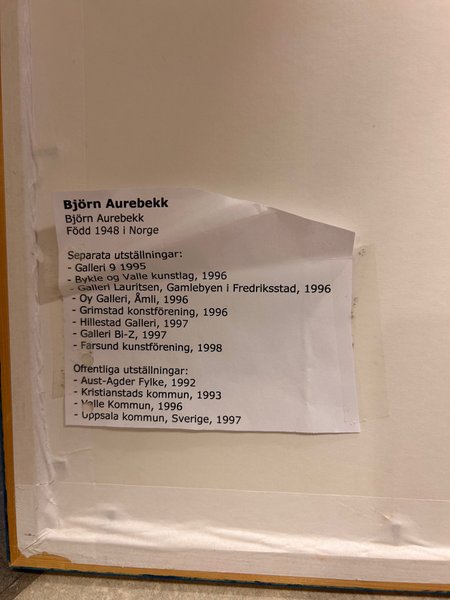 Björn Aurebekk
Björn Aurebekk
Född 1948 i Norge
Separata utställningar:
- Galleri 9 1995
- Bykle og Valle kunstlag, 1996
- Galleri Lauritsen, Gamlebyen i Fredriksstad, 1996
- Oy Galleri, Åmli, 1996
- Grimstad konstförening, 1996
- Hillestad Galleri, 1997
- Galleri Bi-Z, 1997
- Farsund kunstförening, 1998
Offentliga utställningar:
- Aust-Agder Fylke, 1992
- Kristianstads kommun, 1993
- Valle Kommun, 1996
- Uppsala kommun, Sverige, 1997